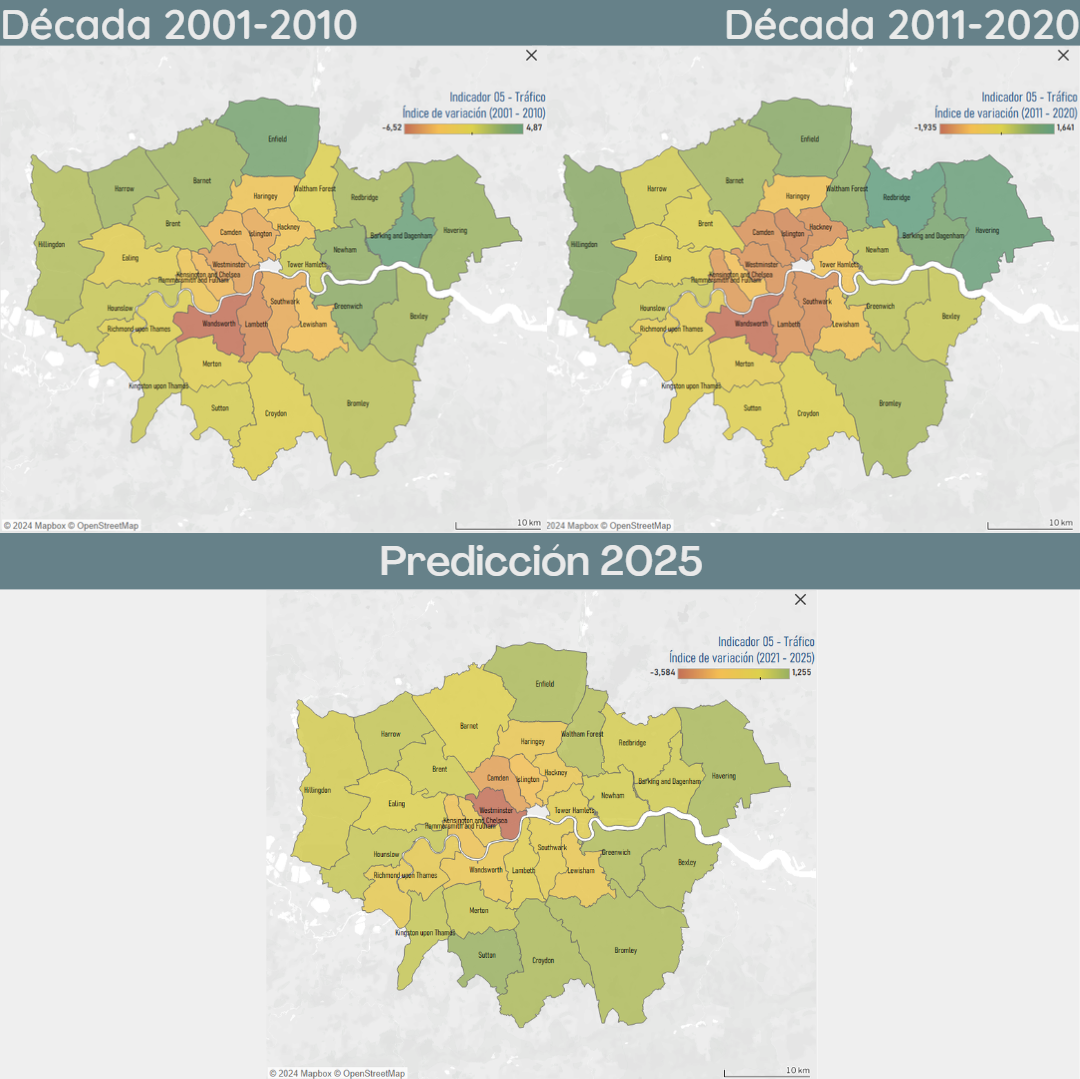 Década 2001-2010
Década 2011-2020
Indicador 05 - Tráfico
Índice de variación (2001 - 2010)
-6,52
4,87
Enfield
Harrow
Barnet
Haringey
Waltham Forest
Redbridge
Hillingdon
Brent
Camden
Islington
Hackney
Newham
Barking and Dagenham
Havering
Ealing
Westminster
Tower Hamlets
Kensington and Chelsea
Hammersmith and Fulham
Hounslow
Richmond upon Thames
Wandsworth
Lambeth
Southwark
Lewisham
Greenwich
Bexley
Merton
Kingston upon Thames
Sutton
Croydon
Bromley
© 2024 Mapbox © OpenStreetMap
10 km
Indicador 05 - Tráfico
Índice de variación (2011 - 2020)
-1,935
1,641
Enfield
Harrow
Barnet
Haringey
Waltham Forest
Redbridge
Hillingdon
Brent
Camden
Islington
Hackney
Newham
Barking and Dagenham
Havering
Ealing
Westminster
Tower Hamlets
Kensington and Chelsea
Hammersmith and Fulham
Hounslow
Richmond upon Thames
Wandsworth
Lambeth
Southwark
Lewisham
Greenwich
Bexley
Merton
Kingston upon Thames
Sutton
Croydon
Bromley
2024 Mapbox © OpenStreetMap
10 km
Predicción 2025
Indicador 05 - Tráfico
Índice de variación (2021 - 2025)
-3,584
1,255
Enfield
Harrow
Barnet
Haringey
Waltham Forest
Redbridge
Hillingdon
Brent
Camden
Islington
Hackney
Newham
Barking and Dagenham
Havering
Ealing
Westminster
Tower Hamlets
Kensington and Chelsea
Hammersmith and Fulham
Hounslow
Richmond upon Thames
Wandsworth
Lambeth
Southwark
Lewisham
Greenwich
Bexley
Merton
Kingston upon Thames
Sutton
Croydon
Bromley
© 2024 Mapbox © OpenStreetMap
10 km